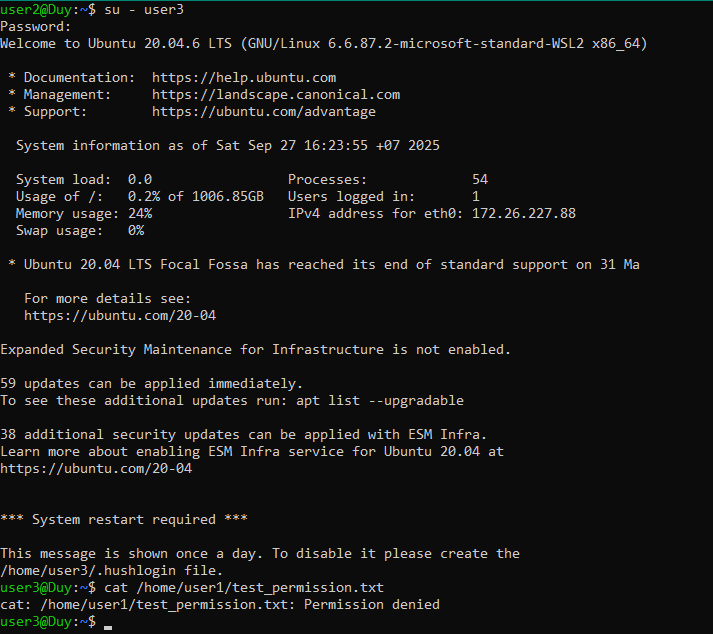 user2@Duy:~$ su - user3
Password:
Welcome to Ubuntu 20.04.6 LTS (GNU/Linux 6.6.87.2-microsoft-standard-WSL2 x86_64)
* Documentation:  https://help.ubuntu.com
* Management:     https://landscape.canonical.com
* Support:        https://ubuntu.com/advantage
System information as of Sat Sep 27 16:23:55 +07 2025
System load:  0.0                Processes:             54
Usage of /:   0.2% of 1006.85GB  Users logged in:       1
Memory usage: 24%                IPv4 address for eth0: 172.26.227.88
Swap usage:   0%
* Ubuntu 20.04 LTS Focal Fossa has reached its end of standard support on 31 Ma
For more details see:
https://ubuntu.com/20-04
Expanded Security Maintenance for Infrastructure is not enabled.
59 updates can be applied immediately.
To see these additional updates run: apt list --upgradable
38 additional security updates can be applied with ESM Infra.
Learn more about enabling ESM Infra service for Ubuntu 20.04 at
https://ubuntu.com/20-04
*** System restart required ***
This message is shown once a day. To disable it please create the
/home/user3/.hushlogin file.
user3@Duy:~$ cat /home/user1/test_permission.txt
cat: /home/user1/test_permission.txt: Permission denied
user3@Duy:~$